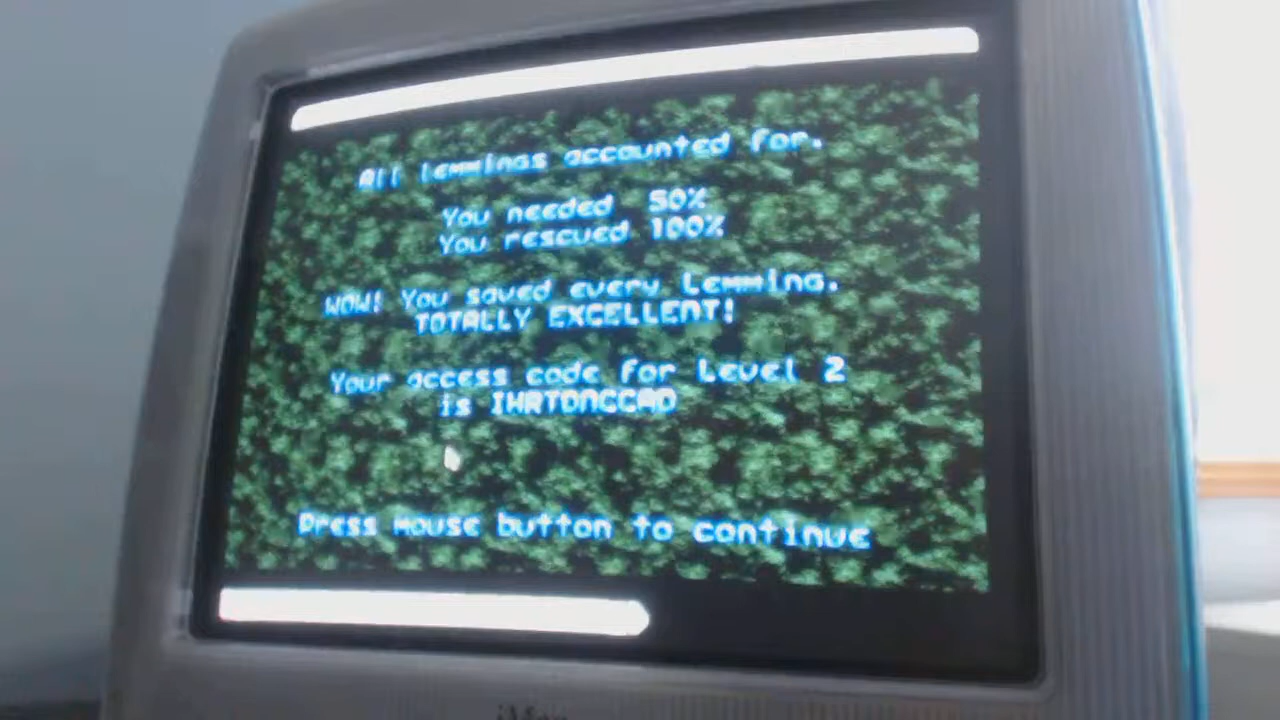 All lemmings accounted for.
You needed 50%
You rescued 100%
WOW! You saved every Lemming.
TOTALLY EXCELLENT!
Your access code for Level 2
is
Press mouse button to continue
iMac